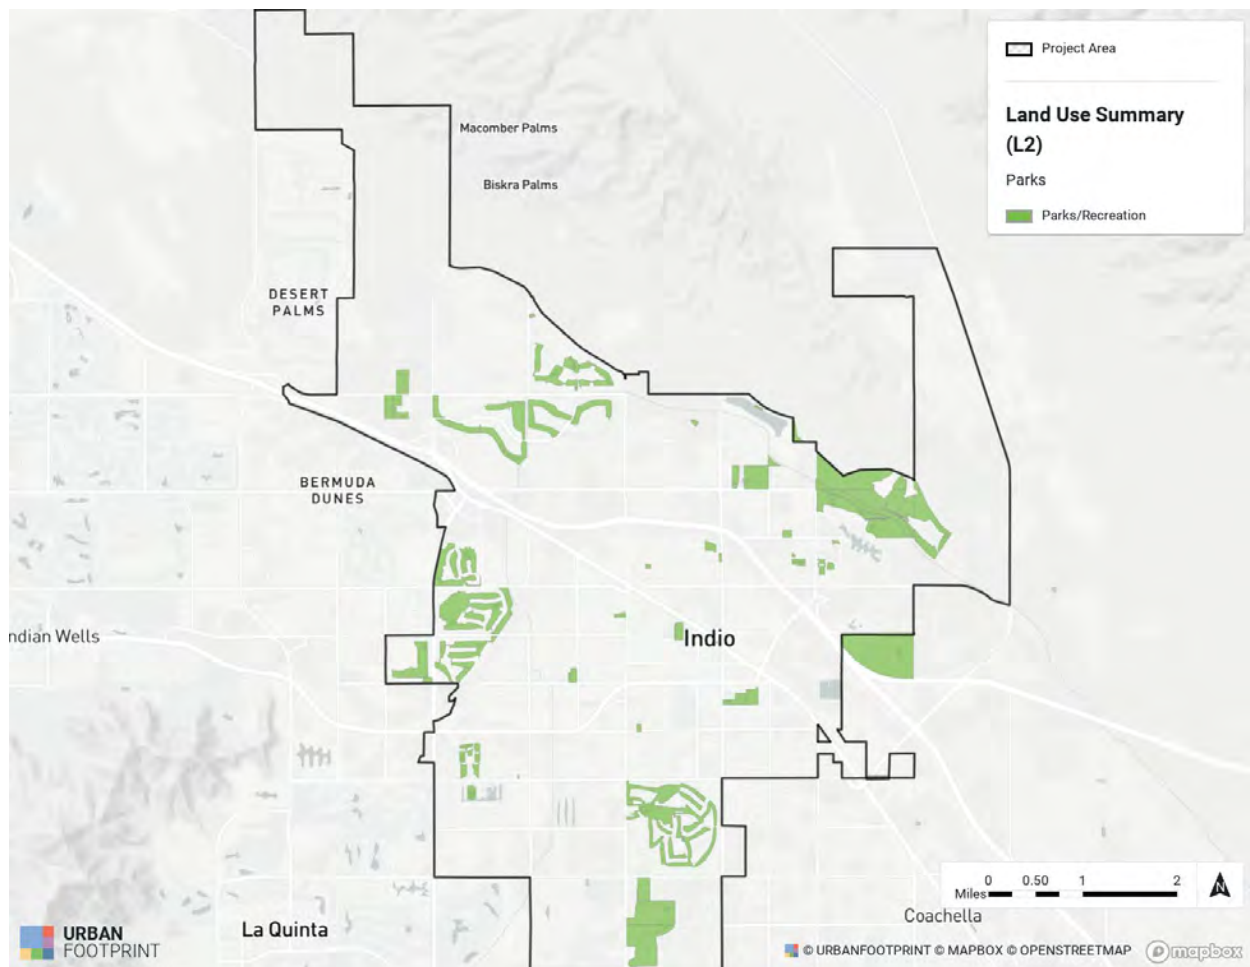 Project Area
Land Use Summary
(L2)
Parks
Parks/Recreation
Macomber Palms
Biskra Palms
DESERT
PALMS
BERMUDA
DUNES
ndian Wells
Indio
La Quinta
Coachella
Miles 0 0.50 1 2
N
URBAN
FOOTPRINT
© URBANFOOTPRINT © MAPBOX © OPENSTREETMAP
mapbox